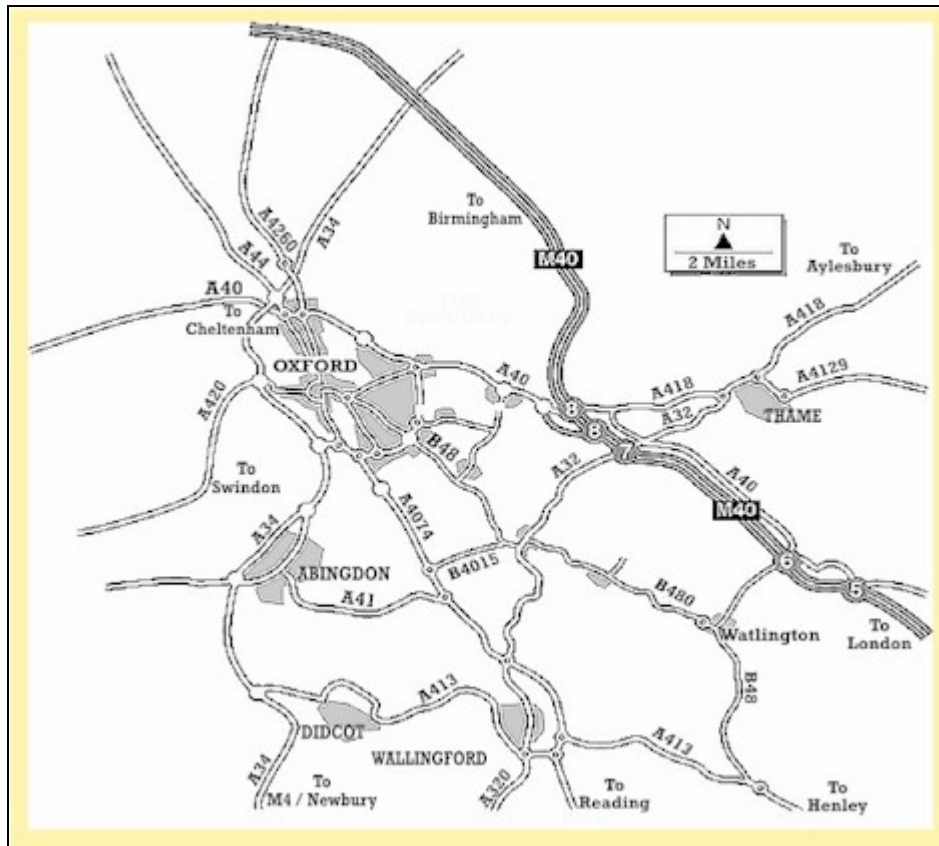 To
Birmingham
N
2 Miles
To
Aylesbury
A4260
A34
A44
M40
A40
To
Cheltenham
A418
OXFORD
A40
A418
A4129
A420
8
A32
THAME
8
B48
7
To
Swindon
A32
A40
A4074
M40
A34
ABINGDON
B4015
6
5
A41
B480
Watlington
To
London
A413
B48
DIDCOT
WALLINGFORD
A413
A34
To
M4 / Newbury
A320
To
Reading
To
Henley